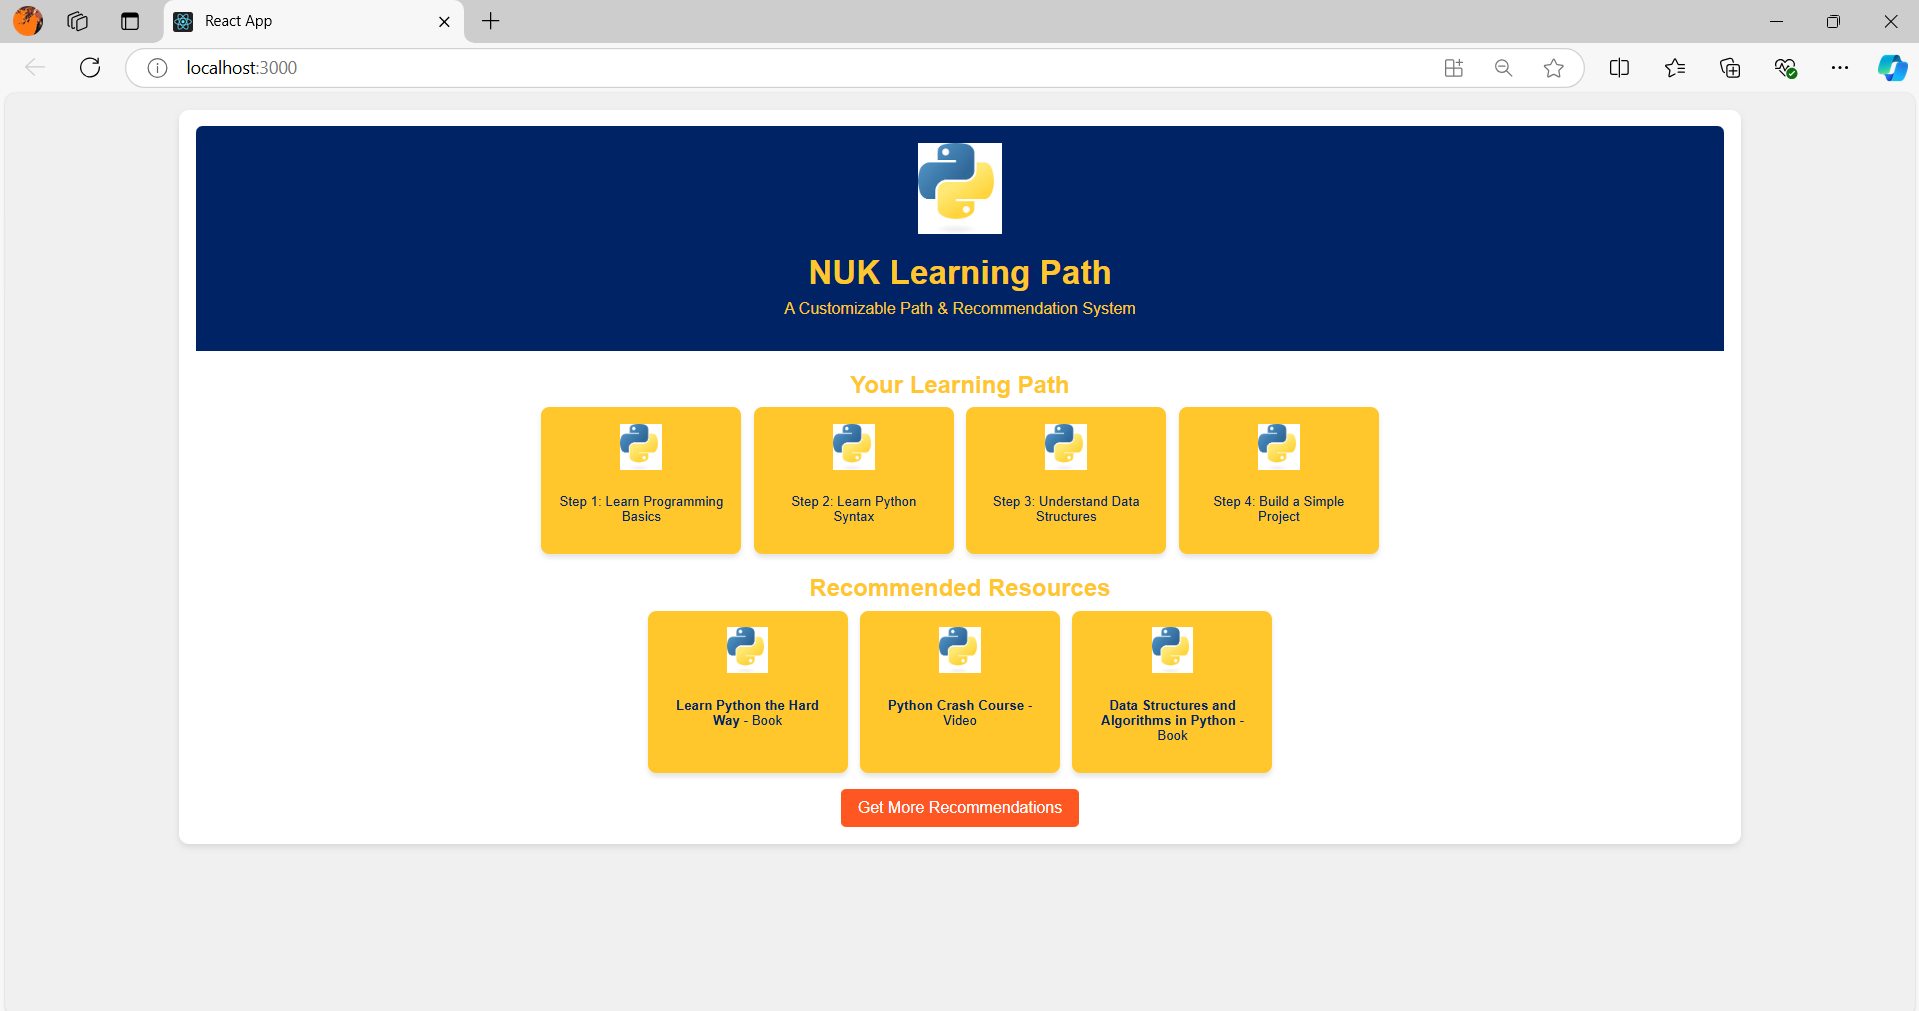 React App
localhost:3000
NUK Learning Path
A Customizable Path & Recommendation System
Your Learning Path
Step 1: Learn Programming
Basics
Step 2: Learn Python
Syntax
Step 3: Understand Data
Structures
Step 4: Build a Simple
Project
Recommended Resources
Learn Python the Hard
Way - Book
Python Crash Course -
Video
Data Structures and
Algorithms in Python -
Book
Get More Recommendations